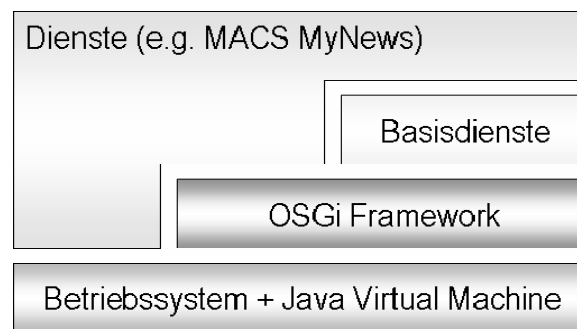 Dienste (e.g. MACS MyNews)
Basisdienste
OSGi Framework
Betriebssystem + Java Virtual Machine